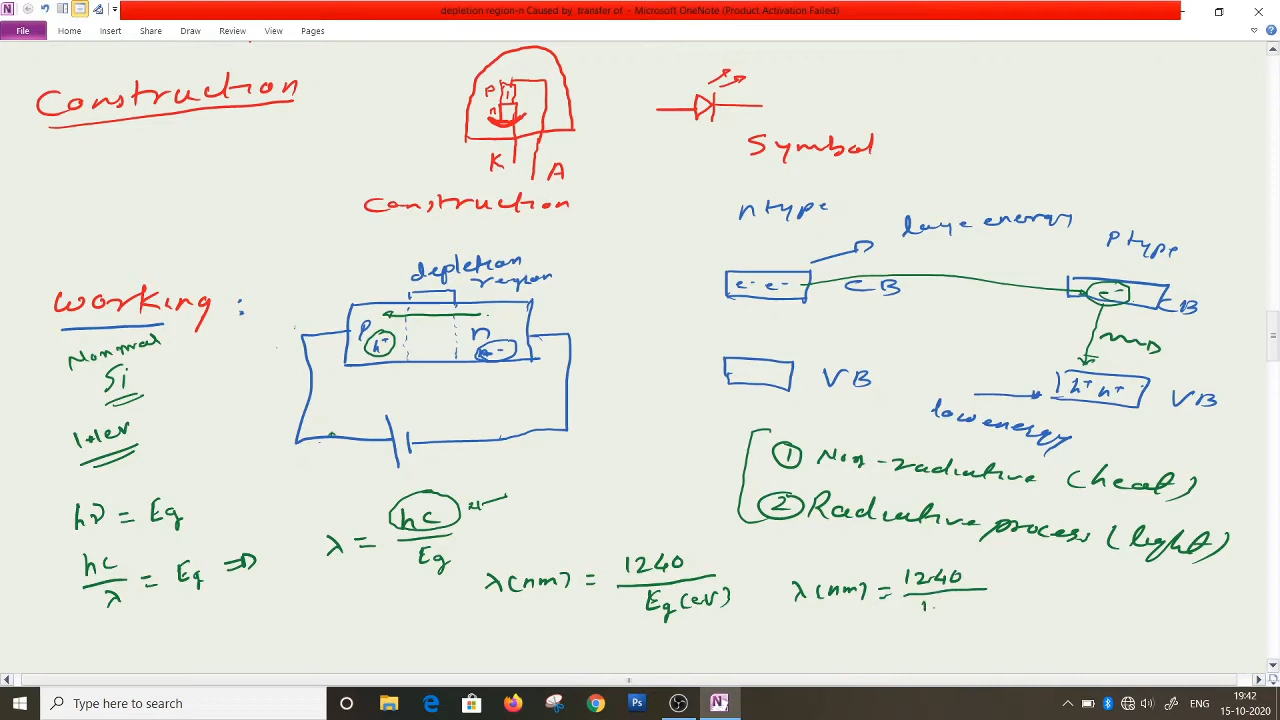 depletion region-n Caused by transfer of - Microsoft OneNote (Product Activation Failed)
File Home Insert Share Draw Review View Pages
Construction
P
n
K
A
Construction
Symbol
n type
large energy
P type
e- e-
CB
e-
CB
VB
h+ h+
VB
low energy
depletion
region
Working :
P
n
h+
Normal
Si
1.1ev
① Non-radiative (heat)
② Radiative process (light)
hν = Eg
hc/λ = Eg ⇒
λ = hc/Eg
λ(nm) = 1240/Eg(ev)
λ(nm) = 1240/1.
Type here to search
ENG
19:42
15-10-2020